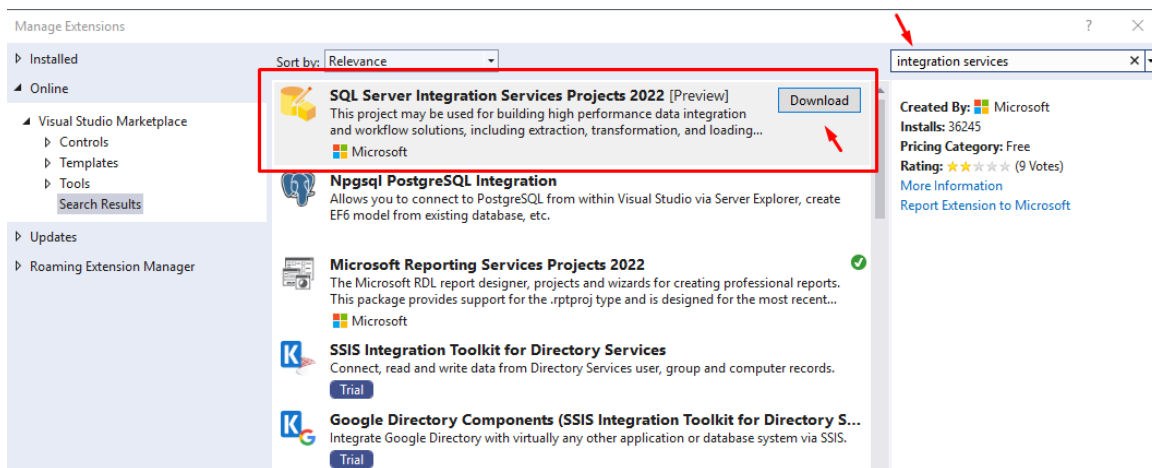 Manage Extensions
?
Installed
Online
Visual Studio Marketplace
Controls
Templates
Tools
Search Results
Updates
Roaming Extension Manager
Sort by: Relevance
SQL Server Integration Services Projects 2022 [Preview]
Download
This project may be used for building high performance data integration
and workflow solutions, including extraction, transformation, and loading...
Microsoft
Npgsql PostgreSQL Integration
Allows you to connect to PostgreSQL from within Visual Studio via Server Explorer, create
EF6 model from existing database, etc.
Microsoft Reporting Services Projects 2022
The Microsoft RDL report designer, projects and wizards for creating professional reports.
This package provides support for the .rptproj type and is designed for the most recent...
Microsoft
SSIS Integration Toolkit for Directory Services
Connect, read and write data from Directory Services user, group and computer records.
Trial
Google Directory Components (SSIS Integration Toolkit for Directory S...
Integrate Google Directory with virtually any other application or database system via SSIS.
Trial
integration services
Created By: Microsoft
Installs: 36245
Pricing Category: Free
Rating: (9 Votes)
More Information
Report Extension to Microsoft